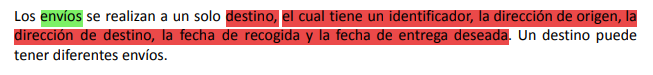 Los envíos se realizan a un solo destino, el cual tiene un identificador, la dirección de origen, la
dirección de destino, la fecha de recogida y la fecha de entrega deseada. Un destino puede
tener diferentes envíos.